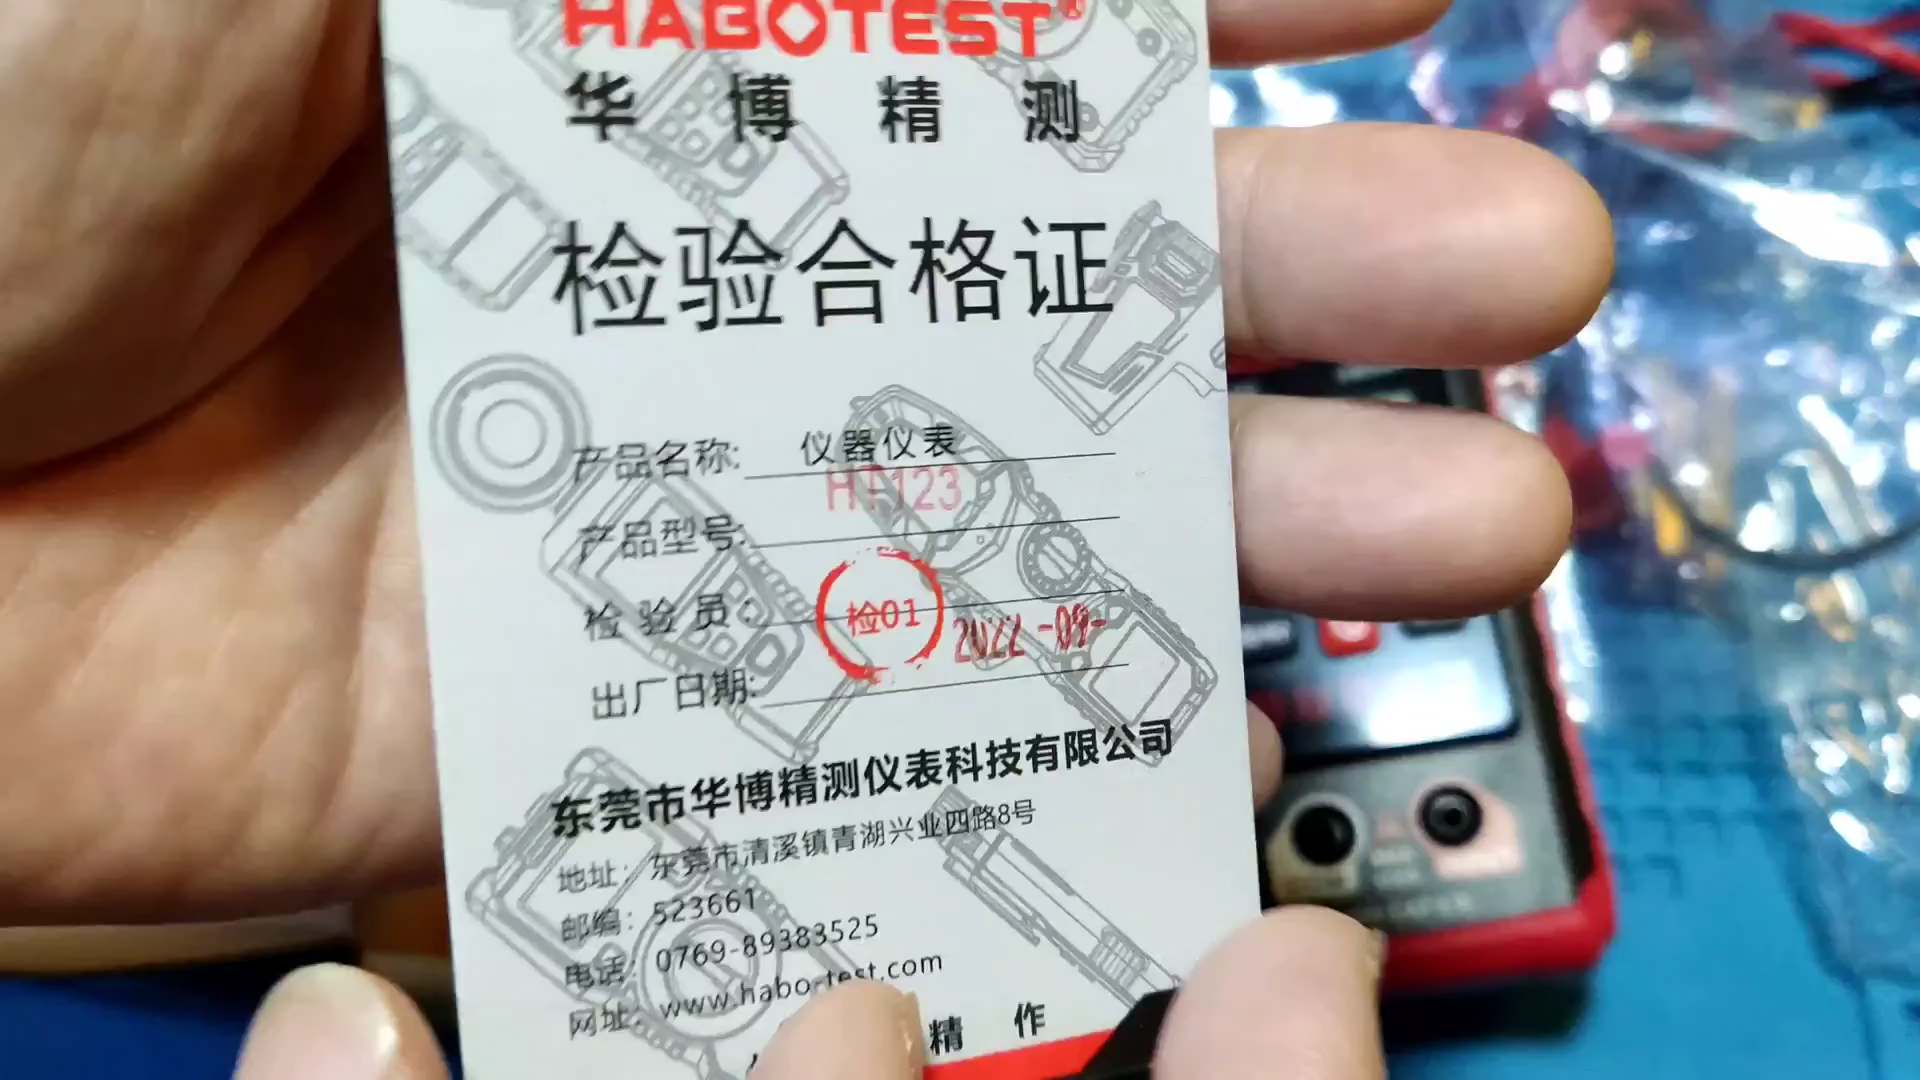 HABOTEST®
华博精测
检验合格证
产品名称: 仪器仪表
HT123
产品型号:
检验员: 检01
2022-09-
出厂日期:
东莞市华博精测仪表科技有限公司
地址: 东莞市清溪镇青湖兴业四路8号
邮编: 523661
电话: 0769-89383525
网址: www.habo-test.com
精作